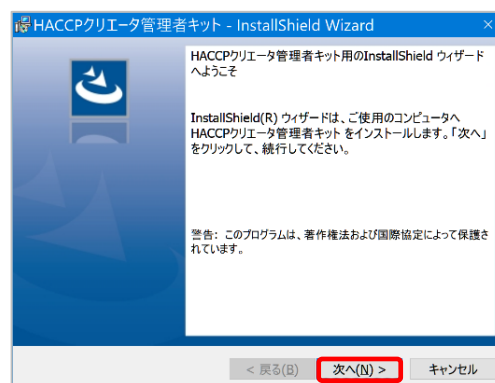 HACCPクリエータ管理者キット - InstallShield Wizard
HACCPクリエータ管理者キット用のInstallShield ウィザード
へようこそ
InstallShield(R) ウィザードは、ご使用のコンピュータへ
HACCPクリエータ管理者キット をインストールします。「次へ」
をクリックして、続行してください。
警告: このプログラムは、著作権法および国際協定によって保護さ
れています。
< 戻る(B) 次へ(N) > キャンセル